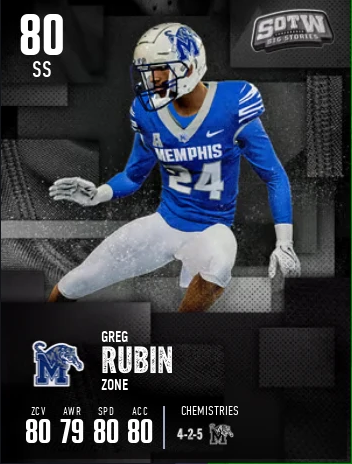 80
SS
SOTW
BIG STORIES
M
A
MEMPHIS
24
GREG
RUBIN
ZONE
M
ZCV AWR SPD ACC
80 79 80 80
CHEMISTRIES
4-2-5